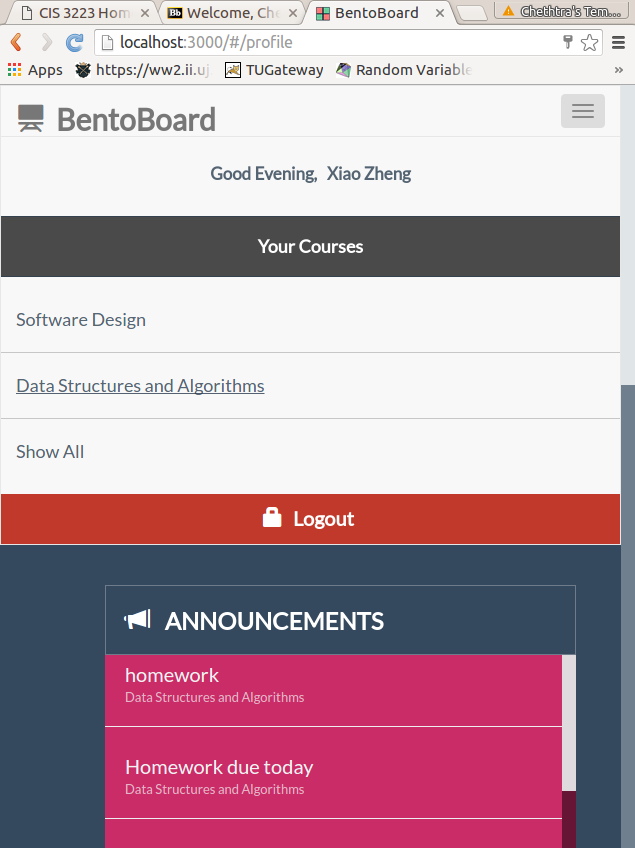 CIS 3223 Hom
Welcome, Che
BentoBoard
Chethtra's Tem....
localhost:3000/#/profile
Apps
https://ww2.ii.uj
TUGateway
Random Variable
»
BentoBoard
Good Evening, Xiao Zheng
Your Courses
Software Design
Data Structures and Algorithms
Show All
Logout
ANNOUNCEMENTS
homework
Data Structures and Algorithms
Homework due today
Data Structures and Algorithms